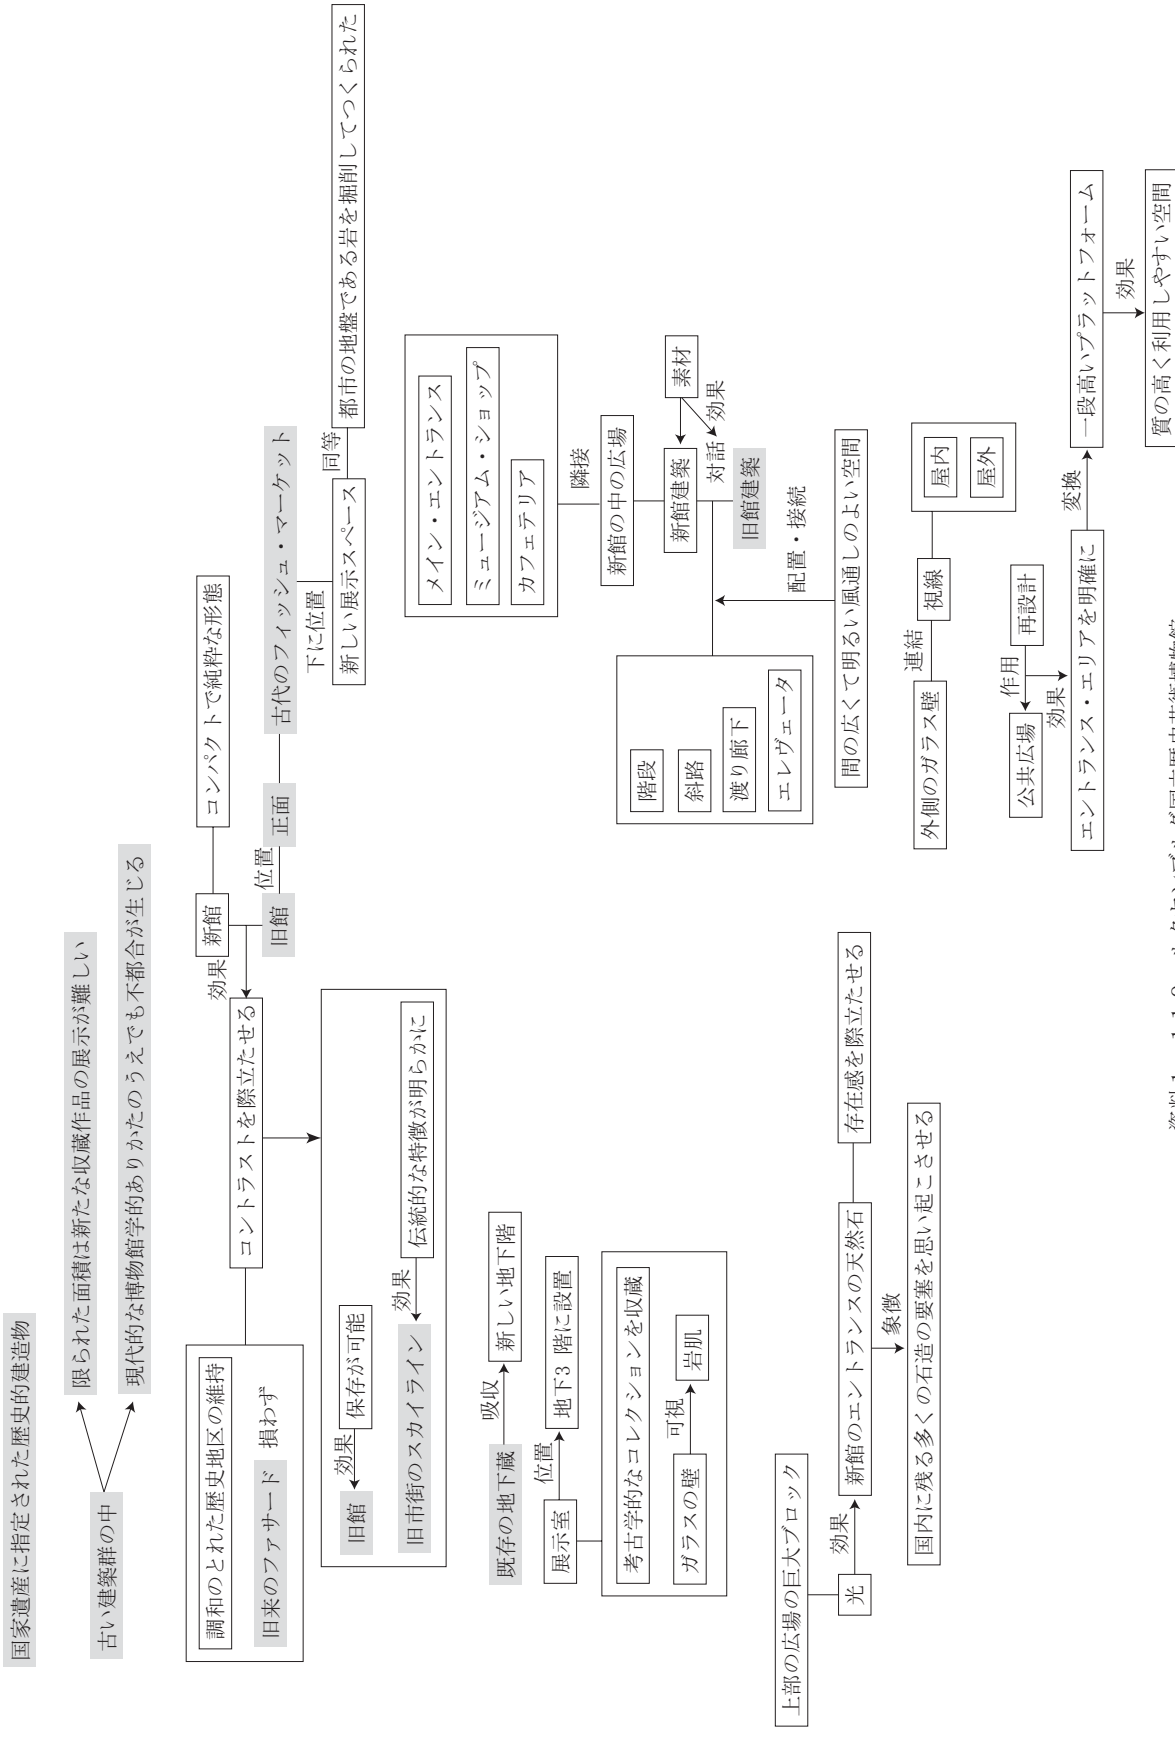 国家遺産に指定された歴史的建造物
古い建築群の中
限られた面積は新たな収蔵作品の展示が難しい
現代的な博物館学的ありかたのうえでも不都合が生じる
調和のとれた歴史地区の維持
旧来のファサード 損わず
コントラストを際立たせる
効果
新館
コンパクトで純粋な形態
旧館
位置
正面
古代のフィッシュ・マーケット
下に位置
新しい展示スペース
同等
都市の地盤である岩を掘削してつくられた
旧館
効果
保存が可能
旧市街のスカイライン
効果
伝統的な特徴が明らかに
既存の地下蔵
吸収
新しい地下階
展示室
位置
地下3 階に設置
考古学的なコレクションを収蔵
ガラスの壁
可視
岩肌
メイン・エントランス
ミュージアム・ショップ
カフェテリア
隣接
新館の中の広場
新館建築
素材
対話
効果
旧館建築
階段
斜路
渡り廊下
エレヴェータ
配置・接続
間の広くて明るい風通しのよい空間
上部の広場の巨大ブロック
光
効果
新館のエントランスの天然石
存在感を際立たせる
象徴
国内に残る多くの石造の要塞を思い起こさせる
外側のガラス壁
連結
視線
屋内
屋外
公共広場
作用
再設計
効果
エントランス・エリアを明確に
変換
一段高いプラットフォーム
効果
質の高く利用しやすい空間